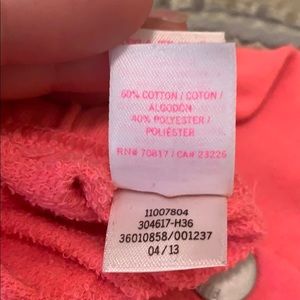 60% COTTON / COTON /
ALGODÓN
40% POLYESTER /
POLIÉSTER
RN# 70817 / CA# 23226
11007804
304617-H36
36010858/001237
04 / 13